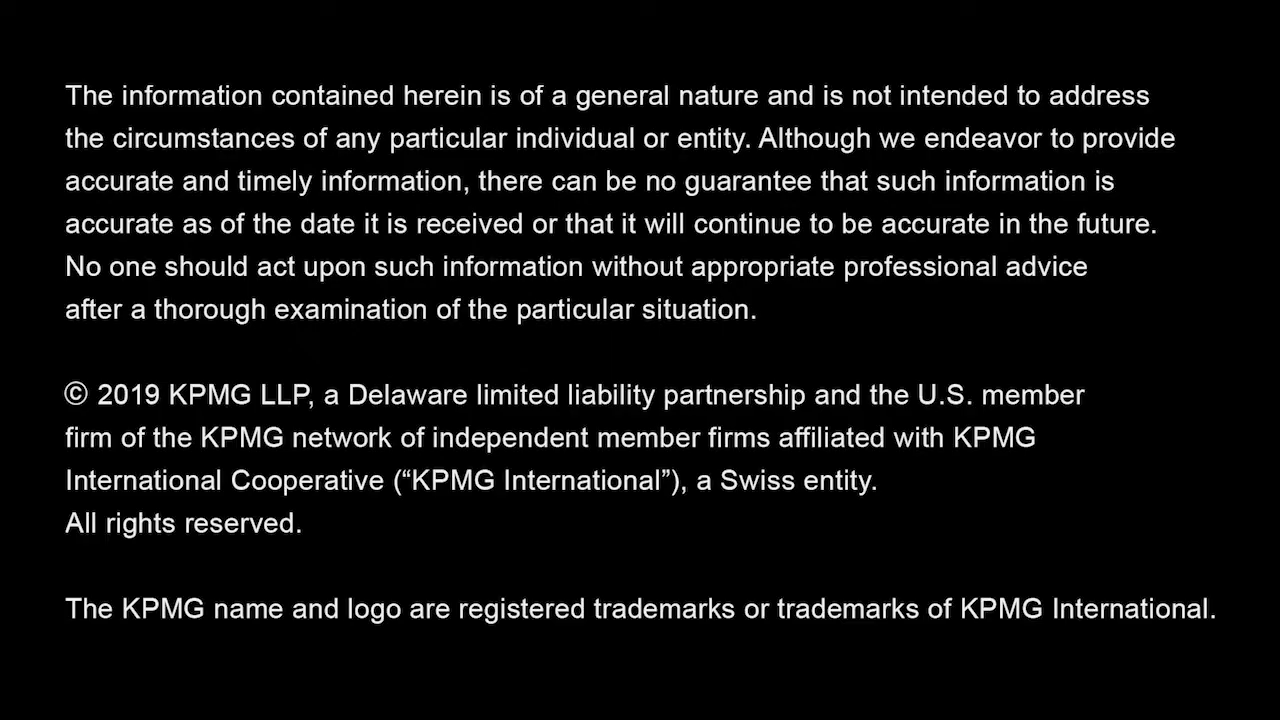 The information contained herein is of a general nature and is not intended to address
the circumstances of any particular individual or entity. Although we endeavor to provide
accurate and timely information, there can be no guarantee that such information is
accurate as of the date it is received or that it will continue to be accurate in the future.
No one should act upon such information without appropriate professional advice
after a thorough examination of the particular situation.
© 2019 KPMG LLP, a Delaware limited liability partnership and the U.S. member
firm of the KPMG network of independent member firms affiliated with KPMG
International Cooperative (“KPMG International”), a Swiss entity.
All rights reserved.
The KPMG name and logo are registered trademarks or trademarks of KPMG International.